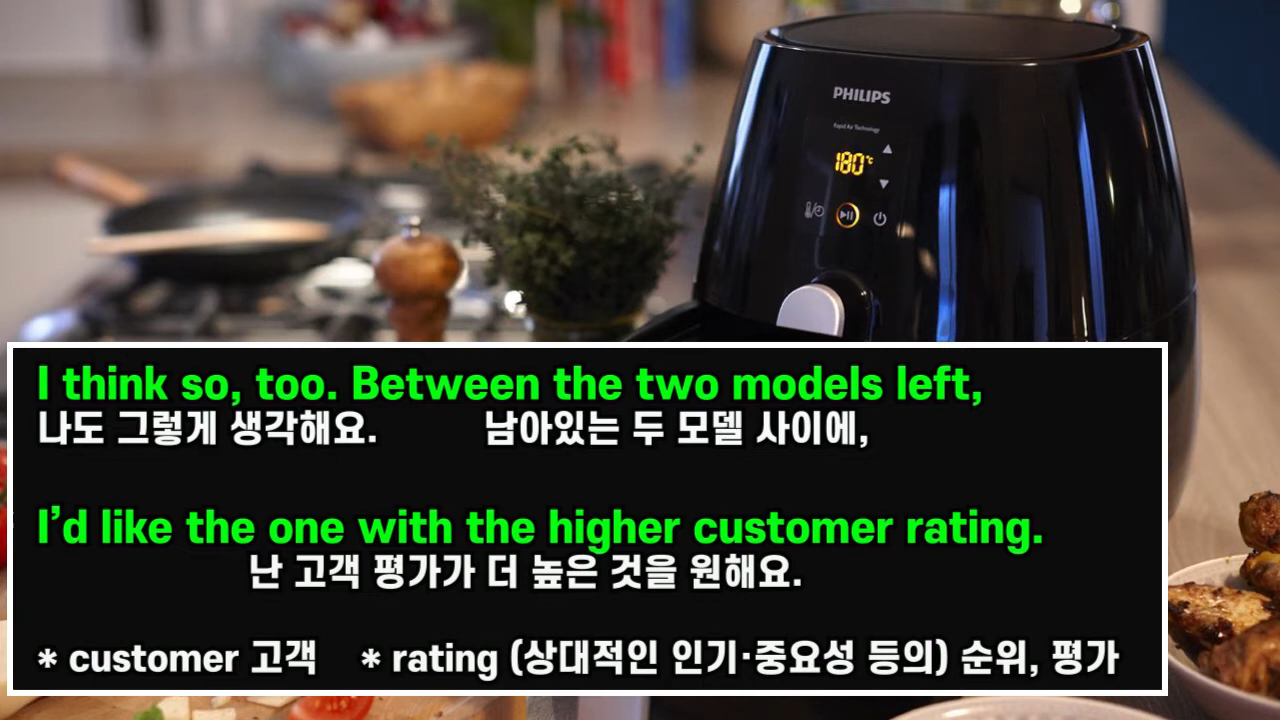 PHILIPS
Rapid Air Technology
180°c
I think so, too. Between the two models left,
나도 그렇게 생각해요. 남아있는 두 모델 사이에,
I'd like the one with the higher customer rating.
난 고객 평가가 더 높은 것을 원해요.
* customer 고객 * rating (상대적인 인기·중요성 등의) 순위, 평가